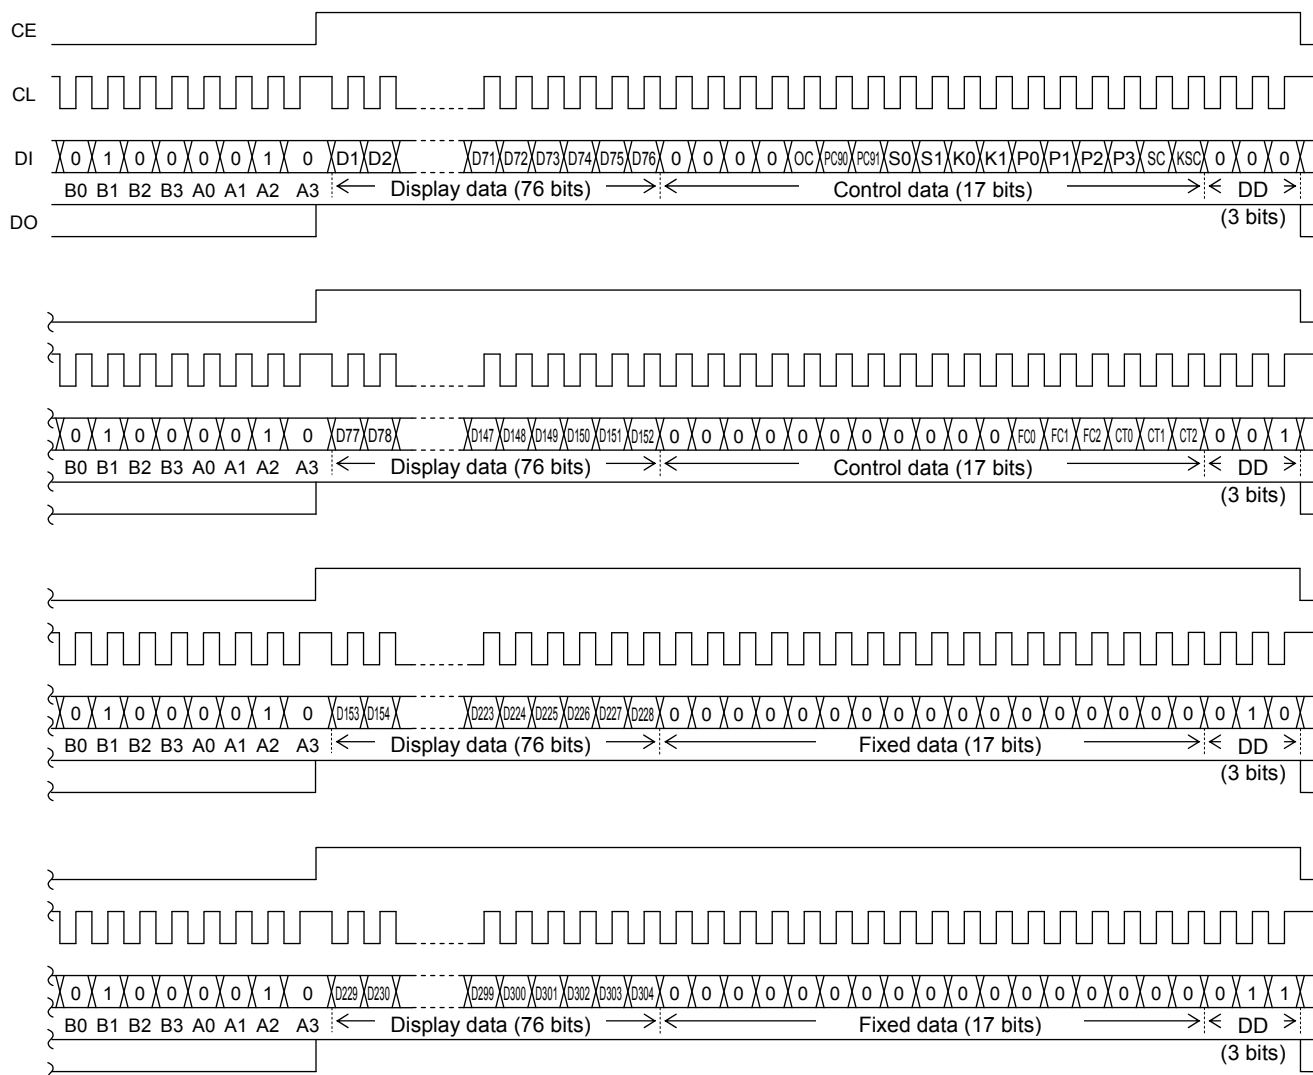 CE
CL
DI 0 1 0 0 0 0 1 0 D1 D2 D71 D72 D73 D74 D75 D76 0 0 0 0 OC PC90 PC91 S0 S1 K0 K1 P0 P1 P2 P3 SC KSC 0 0 0
B0 B1 B2 B3 A0 A1 A2 A3 Display data (76 bits) Control data (17 bits) DD
DO (3 bits)
0 1 0 0 0 0 1 0 D77 D78 D147 D148 D149 D150 D151 D152 0 0 0 0 0 0 0 0 0 0 0 FC0 FC1 FC2 CT0 CT1 CT2 0 0 1
B0 B1 B2 B3 A0 A1 A2 A3 Display data (76 bits) Control data (17 bits) DD
(3 bits)
0 1 0 0 0 0 1 0 D153 D154 D223 D224 D225 D226 D227 D228 0 0 0 0 0 0 0 0 0 0 0 0 0 0 0 0 0 0 1 0
B0 B1 B2 B3 A0 A1 A2 A3 Display data (76 bits) Fixed data (17 bits) DD
(3 bits)
0 1 0 0 0 0 1 0 D229 D230 D299 D300 D301 D302 D303 D304 0 0 0 0 0 0 0 0 0 0 0 0 0 0 0 0 0 0 1 1
B0 B1 B2 B3 A0 A1 A2 A3 Display data (76 bits) Fixed data (17 bits) DD
(3 bits)